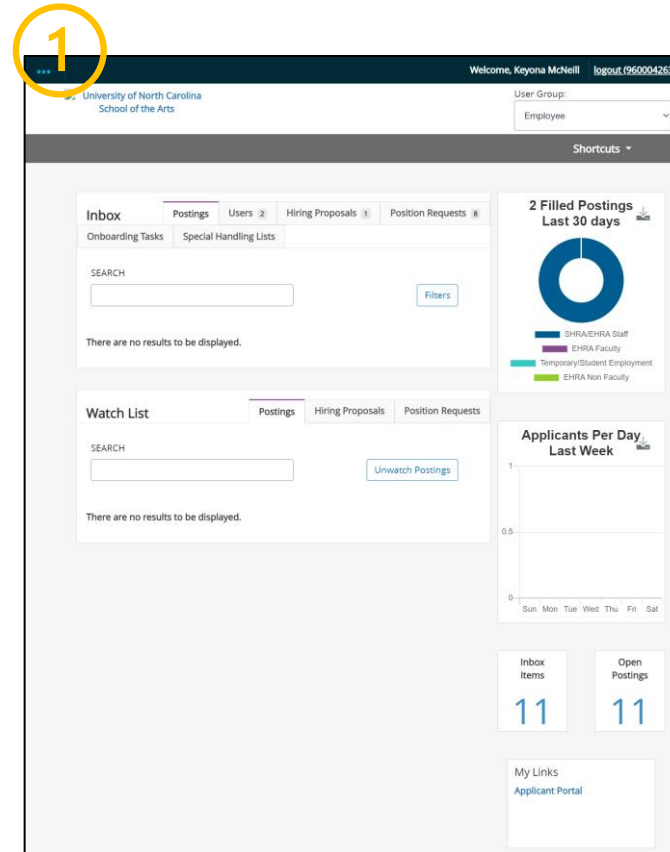 1
Welcome, Keyona McNeill logout (96000426
University of North Carolina
School of the Arts
User Group:
Employee
Shortcuts
Inbox Postings Users 2 Hiring Proposals 1 Position Requests 8
Onboarding Tasks Special Handling Lists
SEARCH
Filters
There are no results to be displayed.
Watch List Postings Hiring Proposals Position Requests
SEARCH
Unwatch Postings
There are no results to be displayed.
2 Filled Postings
Last 30 days
SHRA/EHRA Staff
EHRA Faculty
Temporary/Student Employment
EHRA Non Faculty
Applicants Per Day
Last Week
1
0.5
0
Sun Mon Tue Wed Thu Fri Sat
Inbox
Items
11
Open
Postings
11
My Links
Applicant Portal